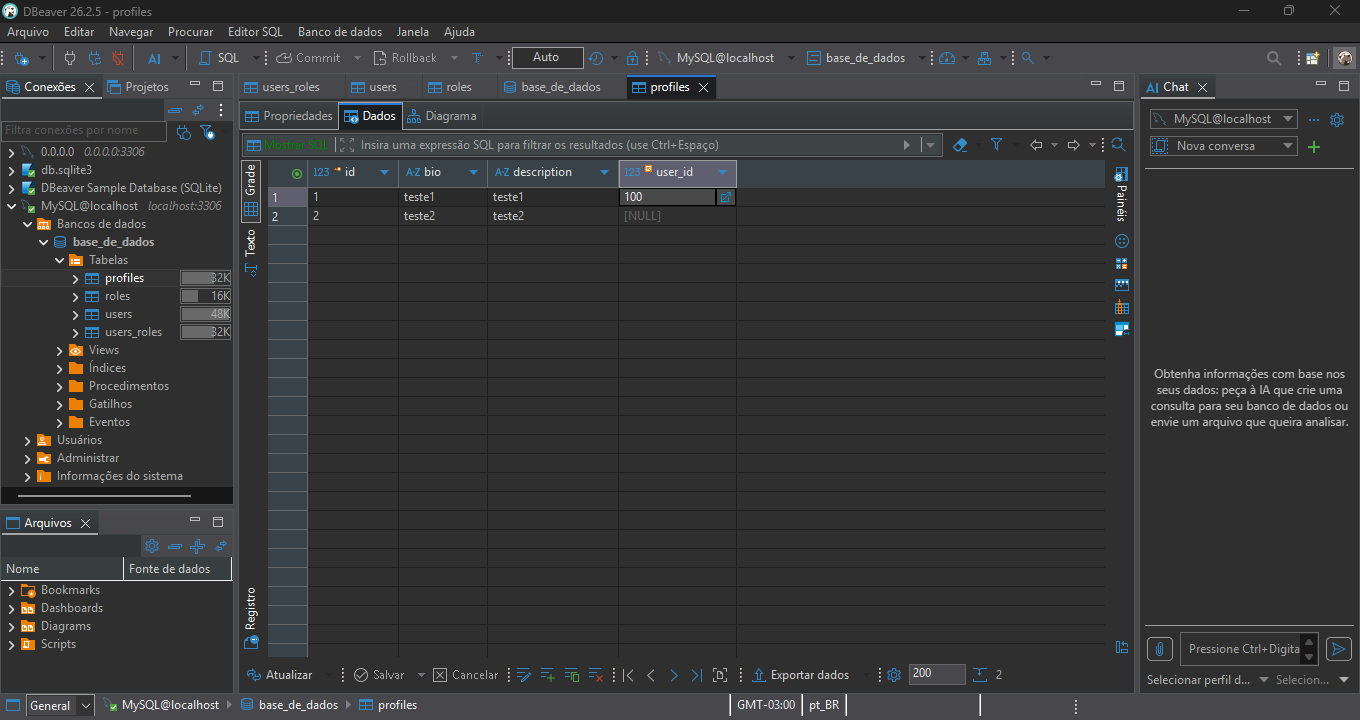 DBeaver 26.2.5 - profiles
Arquivo Editar Navegar Procurar Editor SQL Banco de dados Janela Ajuda
AI SQL Commit Rollback T Auto MySQL@localhost base_de_dados
Conexões Projetos
users_roles users roles base_de_dados profiles
AI Chat
Propriedades Dados Diagrama
MySQL@localhost
Filtra conexões por nome
Mostrar SQL Insira uma expressão SQL para filtrar os resultados (use Ctrl+Espaço)
Nova conversa
0.0.0.0 0.0.0.0:3306
db.sqlite3
DBeaver Sample Database (SQLite)
MySQL@localhost localhost:3306
Bancos de dados
base_de_dados
Tabelas
profiles 32K
roles 16K
users 48K
users_roles 32K
Views
Índices
Procedimentos
Gatilhos
Eventos
Usuários
Administrar
Informações do sistema
Grade
Texto
Registro
123 id A-Z bio A-Z description 123 user_id
1 1 teste1 teste1 100
2 2 teste2 teste2 [NULL]
Painéis
Obtenha informações com base nos
seus dados: peça à IA que crie uma
consulta para seu banco de dados ou
envie um arquivo que queira analisar.
Arquivos
Nome Fonte de dados
Bookmarks
Dashboards
Diagrams
Scripts
Atualizar Salvar Cancelar Exportar dados 200 2
Pressione Ctrl+Digita
Selecionar perfil d... Selecion...
General MySQL@localhost base_de_dados profiles
GMT-03:00 pt_BR